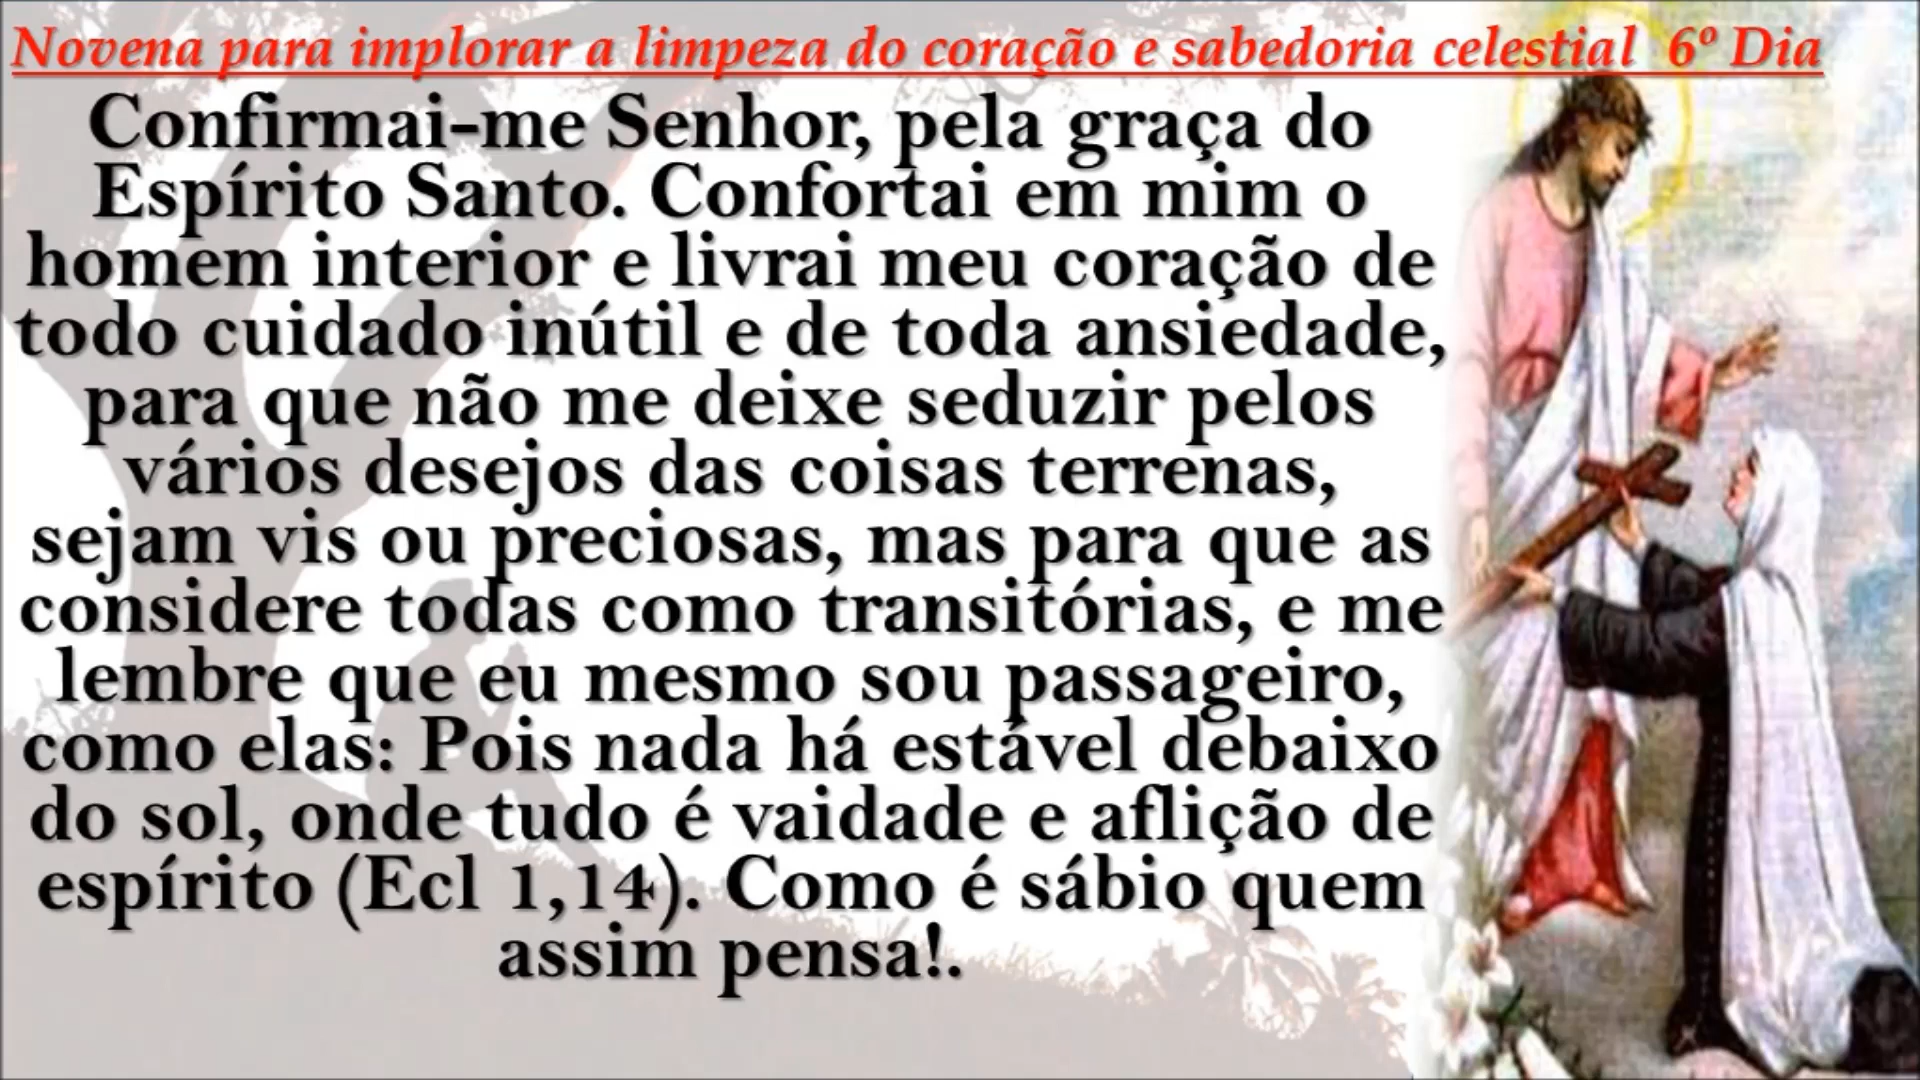 Novena para implorar a limpeza do coração e sabedoria celestial 6º Dia
Confirmai-me Senhor, pela graça do
Espírito Santo. Confortai em mim o
homem interior e livrai meu coração de
todo cuidado inútil e de toda ansiedade,
para que não me deixe seduzir pelos
vários desejos das coisas terrenas,
sejam vis ou preciosas, mas para que as
considere todas como transitórias, e me
lembre que eu mesmo sou passageiro,
como elas: Pois nada há estável debaixo
do sol, onde tudo é vaidade e aflição de
espírito (Ecl 1,14). Como é sábio quem
assim pensa!.